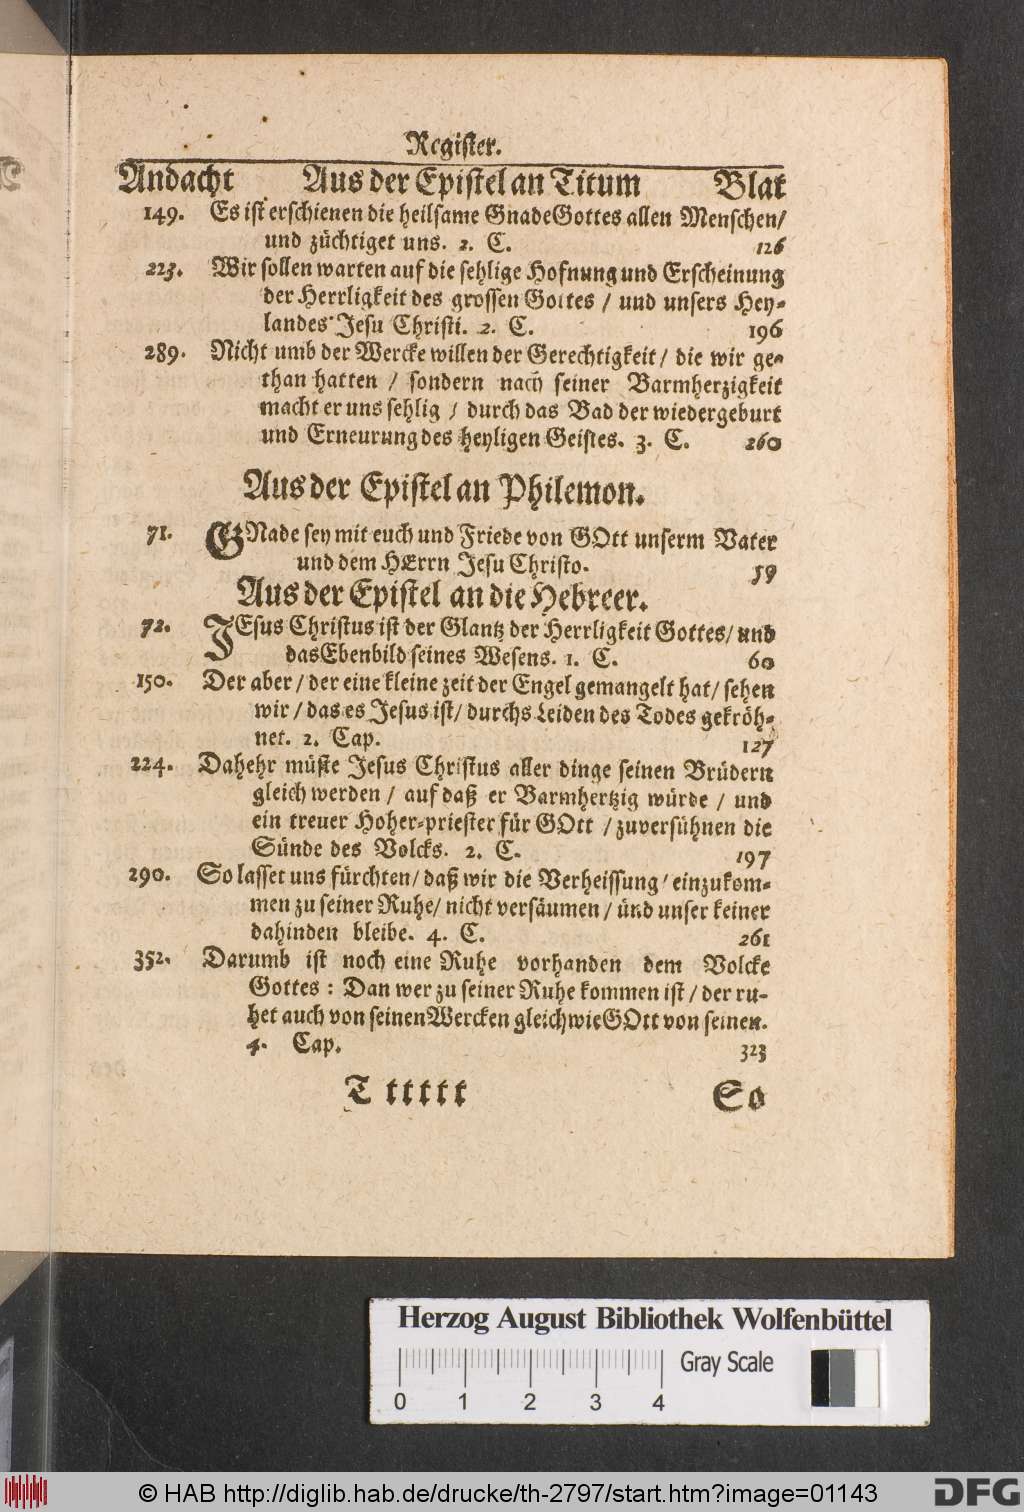 Register.
Andacht Aus der Epistel an Titum Blat
149. Es ist erschienen die heilsame Gnade Gottes allen Menschen/
und züchtiget uns. 2. C. 126
223. Wir sollen warten auf die sehlige Hofnung und Erscheinung
der Herrligkeit des grossen Gottes / und unsers Hey-
landes Jesu Christi. 2. C. 196
289. Nicht umb der Wercke willen der Gerechtigkeit / die wir ge-
than hatten / sondern nach seiner Barmherzigkeit
macht er uns sehlig / durch das Bad der wiedergeburt
und Erneurung des heyligen Geistes. 3. C. 260
Aus der Epistel an Philemon.
71. GNade sey mit euch und Friede von GOtt unserm Vater
und dem HErrn Jesu Christo. 59
Aus der Epistel an die Hebreer.
72. JEsus Christus ist der Glantz der Herrligkeit Gottes/ und
das Ebenbild seines Wesens. 1. C. 60
150. Der aber / der eine kleine zeit der Engel gemangelt hat/ sehen
wir / das es Jesus ist/ durchs Leiden des Todes gekröh-
net. 2. Cap. 127
224. Dahehr müste Jesus Christus aller dinge seinen Brüdern
gleich werden / auf daß er Barmhertzig würde / und
ein treuer Hoher-priester für GOtt / zuversühnen die
Sünde des Volcks. 2. C. 197
290. So lasset uns fürchten/ daß wir die Verheissung/ einzukom-
men zu seiner Ruhe/ nicht versäumen / ünd unser keiner
dahinden bleibe. 4. C. 261
352. Darumb ist noch eine Ruhe vorhanden dem Volcke
Gottes : Dan wer zu seiner Ruhe kommen ist / der ru-
het auch von seinen Wercken gleich wie GOtt von seinen.
4. Cap. 323
T t t t t t So
Herzog August Bibliothek Wolfenbüttel
Gray Scale
0 1 2 3 4
© HAB http://diglib.hab.de/drucke/th-2797/start.htm?image=01143
DFG